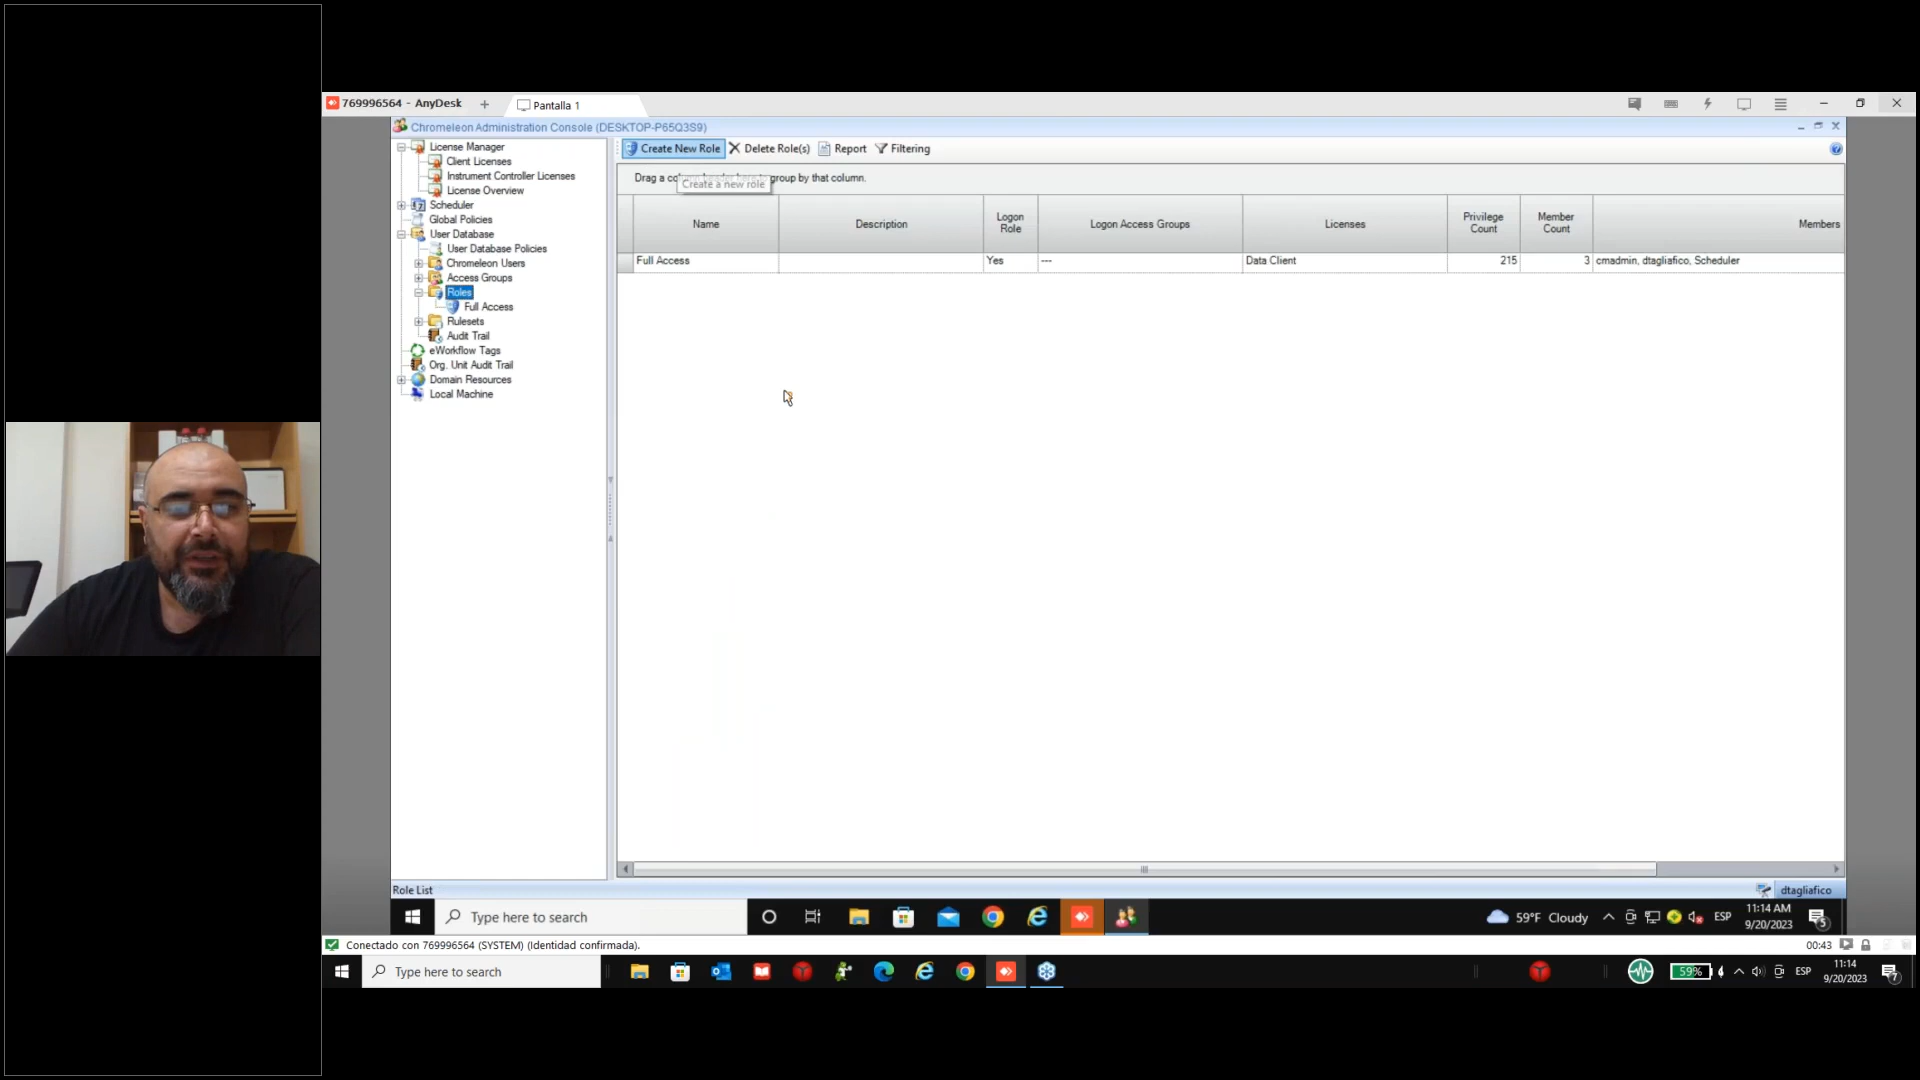 769996564 - AnyDesk
Pantalla 1
Chromeleon Administration Console (DESKTOP-P65Q3S9)
License Manager
Client Licenses
Instrument Controller Licenses
License Overview
Scheduler
Global Policies
User Database
User Database Policies
Chromeleon Users
Access Groups
Roles
Full Access
Rulesets
Audit Trail
eWorkflow Tags
Org. Unit Audit Trail
Domain Resources
Local Machine
Create New Role Delete Role(s) Report Filtering
Drag a column header here to group by that column.
Create a new role
Name Description Logon Role Logon Access Groups Licenses Privilege Count Member Count Members
Full Access Yes --- Data Client 215 3 cmadmin, dtagliafico, Scheduler
Role List
dtagliafico
Type here to search
59°F Cloudy
ESP
11:14 AM
9/20/2023
5
Conectado con 769996564 (SYSTEM) (Identidad confirmada).
00:43
Type here to search
59%
ESP
11:14
9/20/2023
7